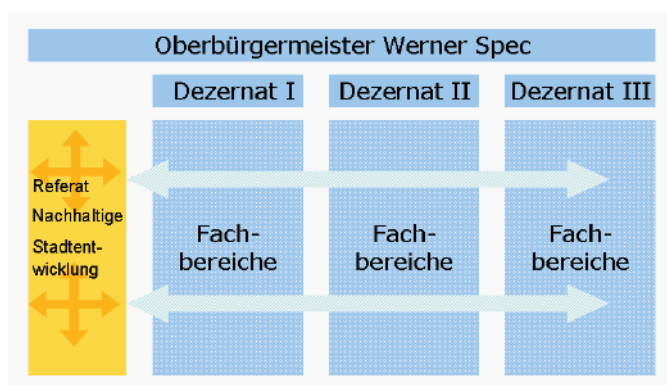 Oberbürgermeister Werner Spec
Dezernat I
Dezernat II
Dezernat III
Referat
Nachhaltige
Stadtent-
wicklung
Fach-
bereiche
Fach-
bereiche
Fach-
bereiche